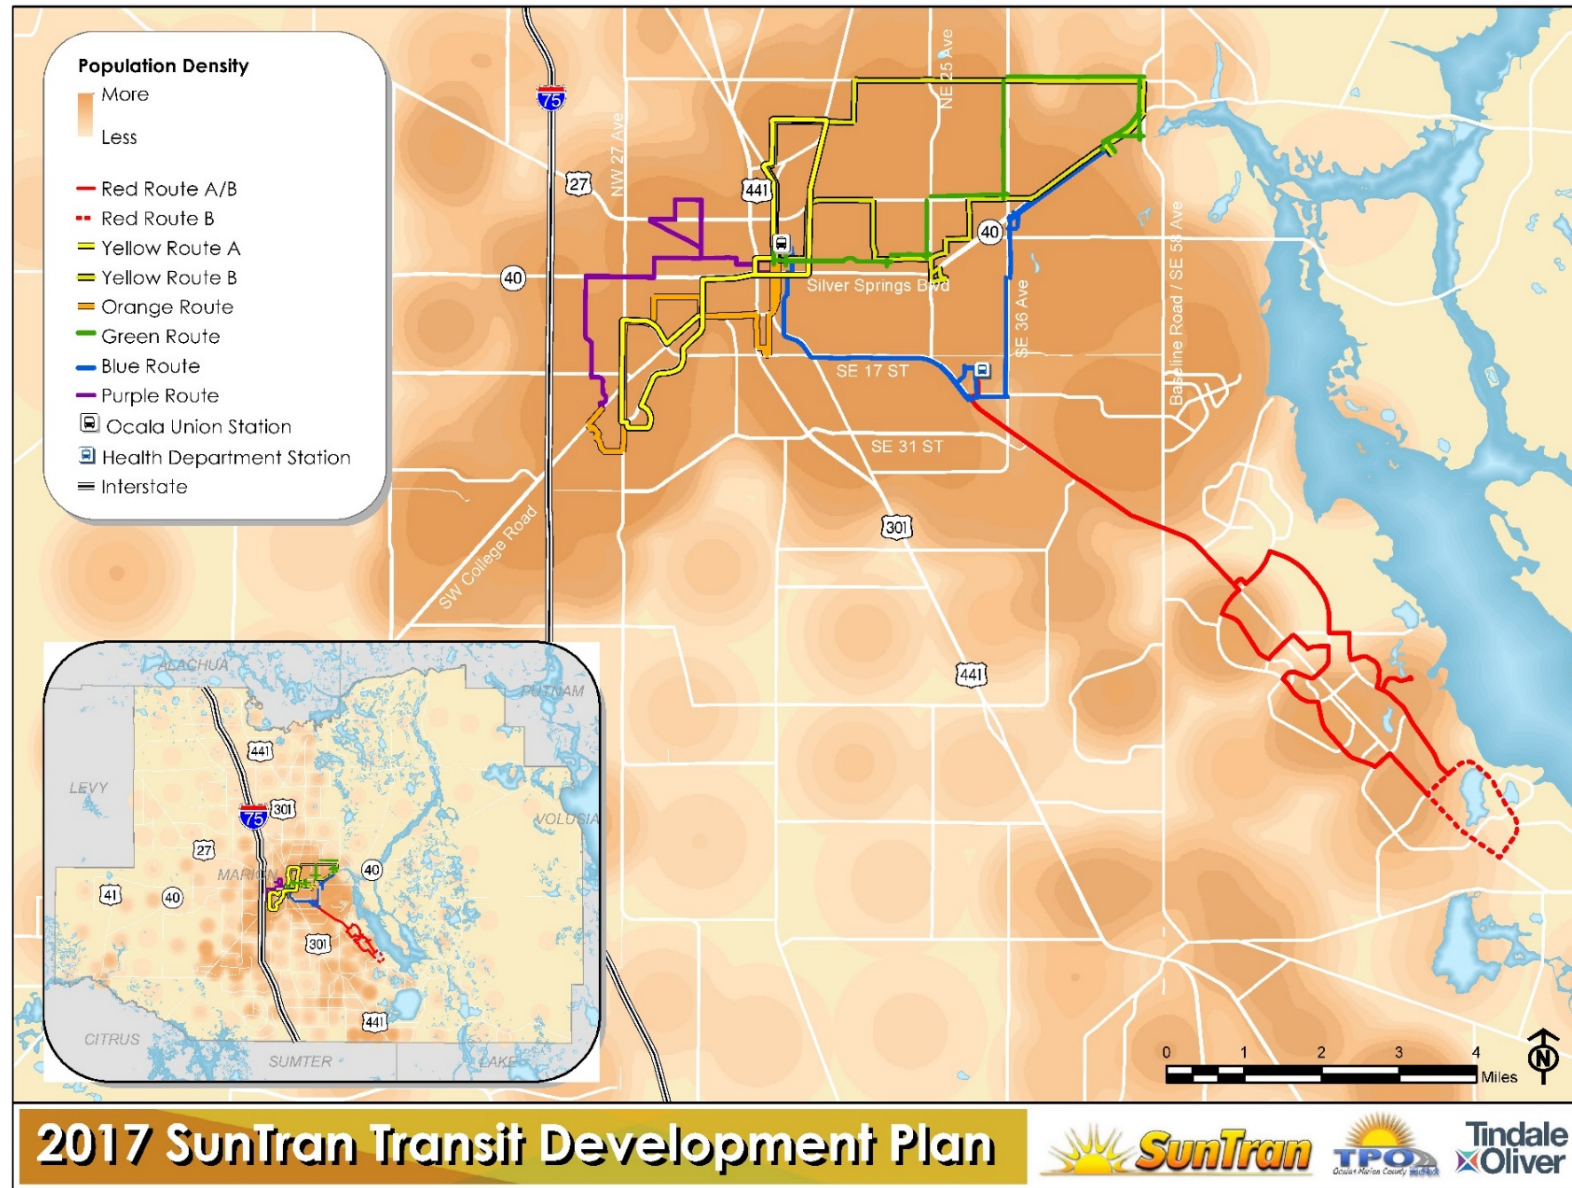 Population Density
More
Less
Red Route A/B
Red Route B
Yellow Route A
Yellow Route B
Orange Route
Green Route
Blue Route
Purple Route
Ocala Union Station
Health Department Station
Interstate
75
27
NW 27 Ave
441
NE 25 Ave
40
40
Silver Springs Blvd
SE 36 Ave
Baseline Road / SE 58 Ave
SE 17 ST
SE 31 ST
301
SW College Road
441
ALACHUA
PUTNAM
441
LEVY
301
75
VOLUSIA
27
MARION
40
41
40
301
441
CITRUS
SUMTER
LAKE
0 1 2 3 4
Miles
N
2017 SunTran Transit Development Plan
SunTran
TPO
Ocala Marion County
Tindale
Oliver